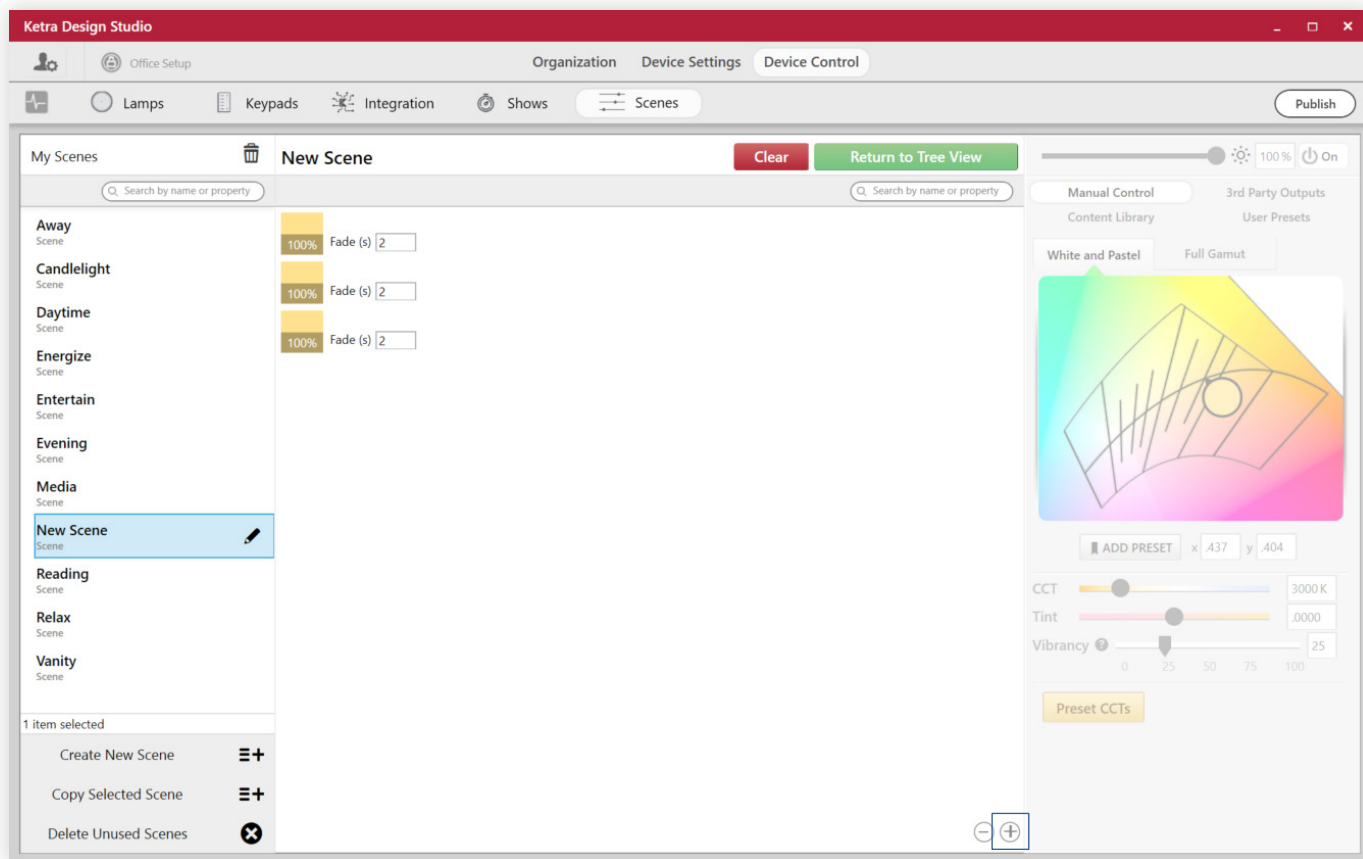 Ketra Design Studio
Office Setup
Organization Device Settings Device Control
Lamps Keypads Integration Shows Scenes Publish
My Scenes
New Scene
Clear
Return to Tree View
100 % On
Search by name or property
Search by name or property
Manual Control 3rd Party Outputs
Content Library User Presets
White and Pastel Full Gamut
Away
Scene
Candlelight
Scene
Daytime
Scene
Energize
Scene
Entertain
Scene
Evening
Scene
Media
Scene
New Scene
Scene
Reading
Scene
Relax
Scene
Vanity
Scene
1 item selected
Create New Scene
Copy Selected Scene
Delete Unused Scenes
100% Fade (s) 2
100% Fade (s) 2
100% Fade (s) 2
ADD PRESET x .437 y .404
CCT 3000 K
Tint .0000
Vibrancy ? 25
0 25 50 75 100
Preset CCTs